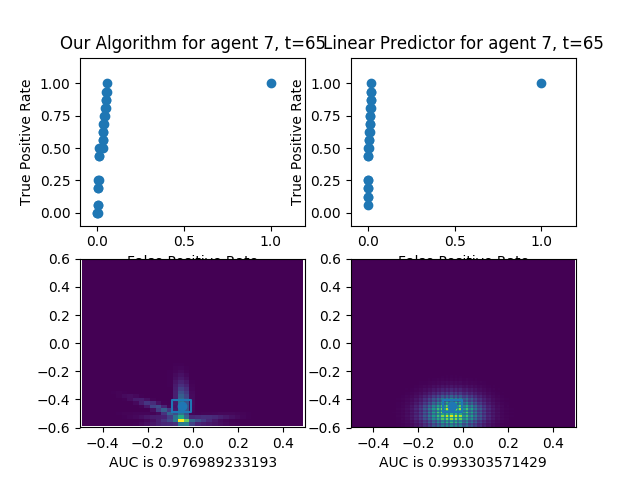 Our Algorithm for agent 7, t=65
Linear Predictor for agent 7, t=65
True Positive Rate
1.00
0.75
0.50
0.25
0.00
0.0 0.5 1.0
False Positive Rate
True Positive Rate
1.00
0.75
0.50
0.25
0.00
0.0 0.5 1.0
False Positive Rate
0.6
0.4
0.2
0.0
−0.2
−0.4
−0.6
−0.4 −0.2 0.0 0.2 0.4
AUC is 0.976989233193
0.6
0.4
0.2
0.0
−0.2
−0.4
−0.6
−0.4 −0.2 0.0 0.2 0.4
AUC is 0.993303571429